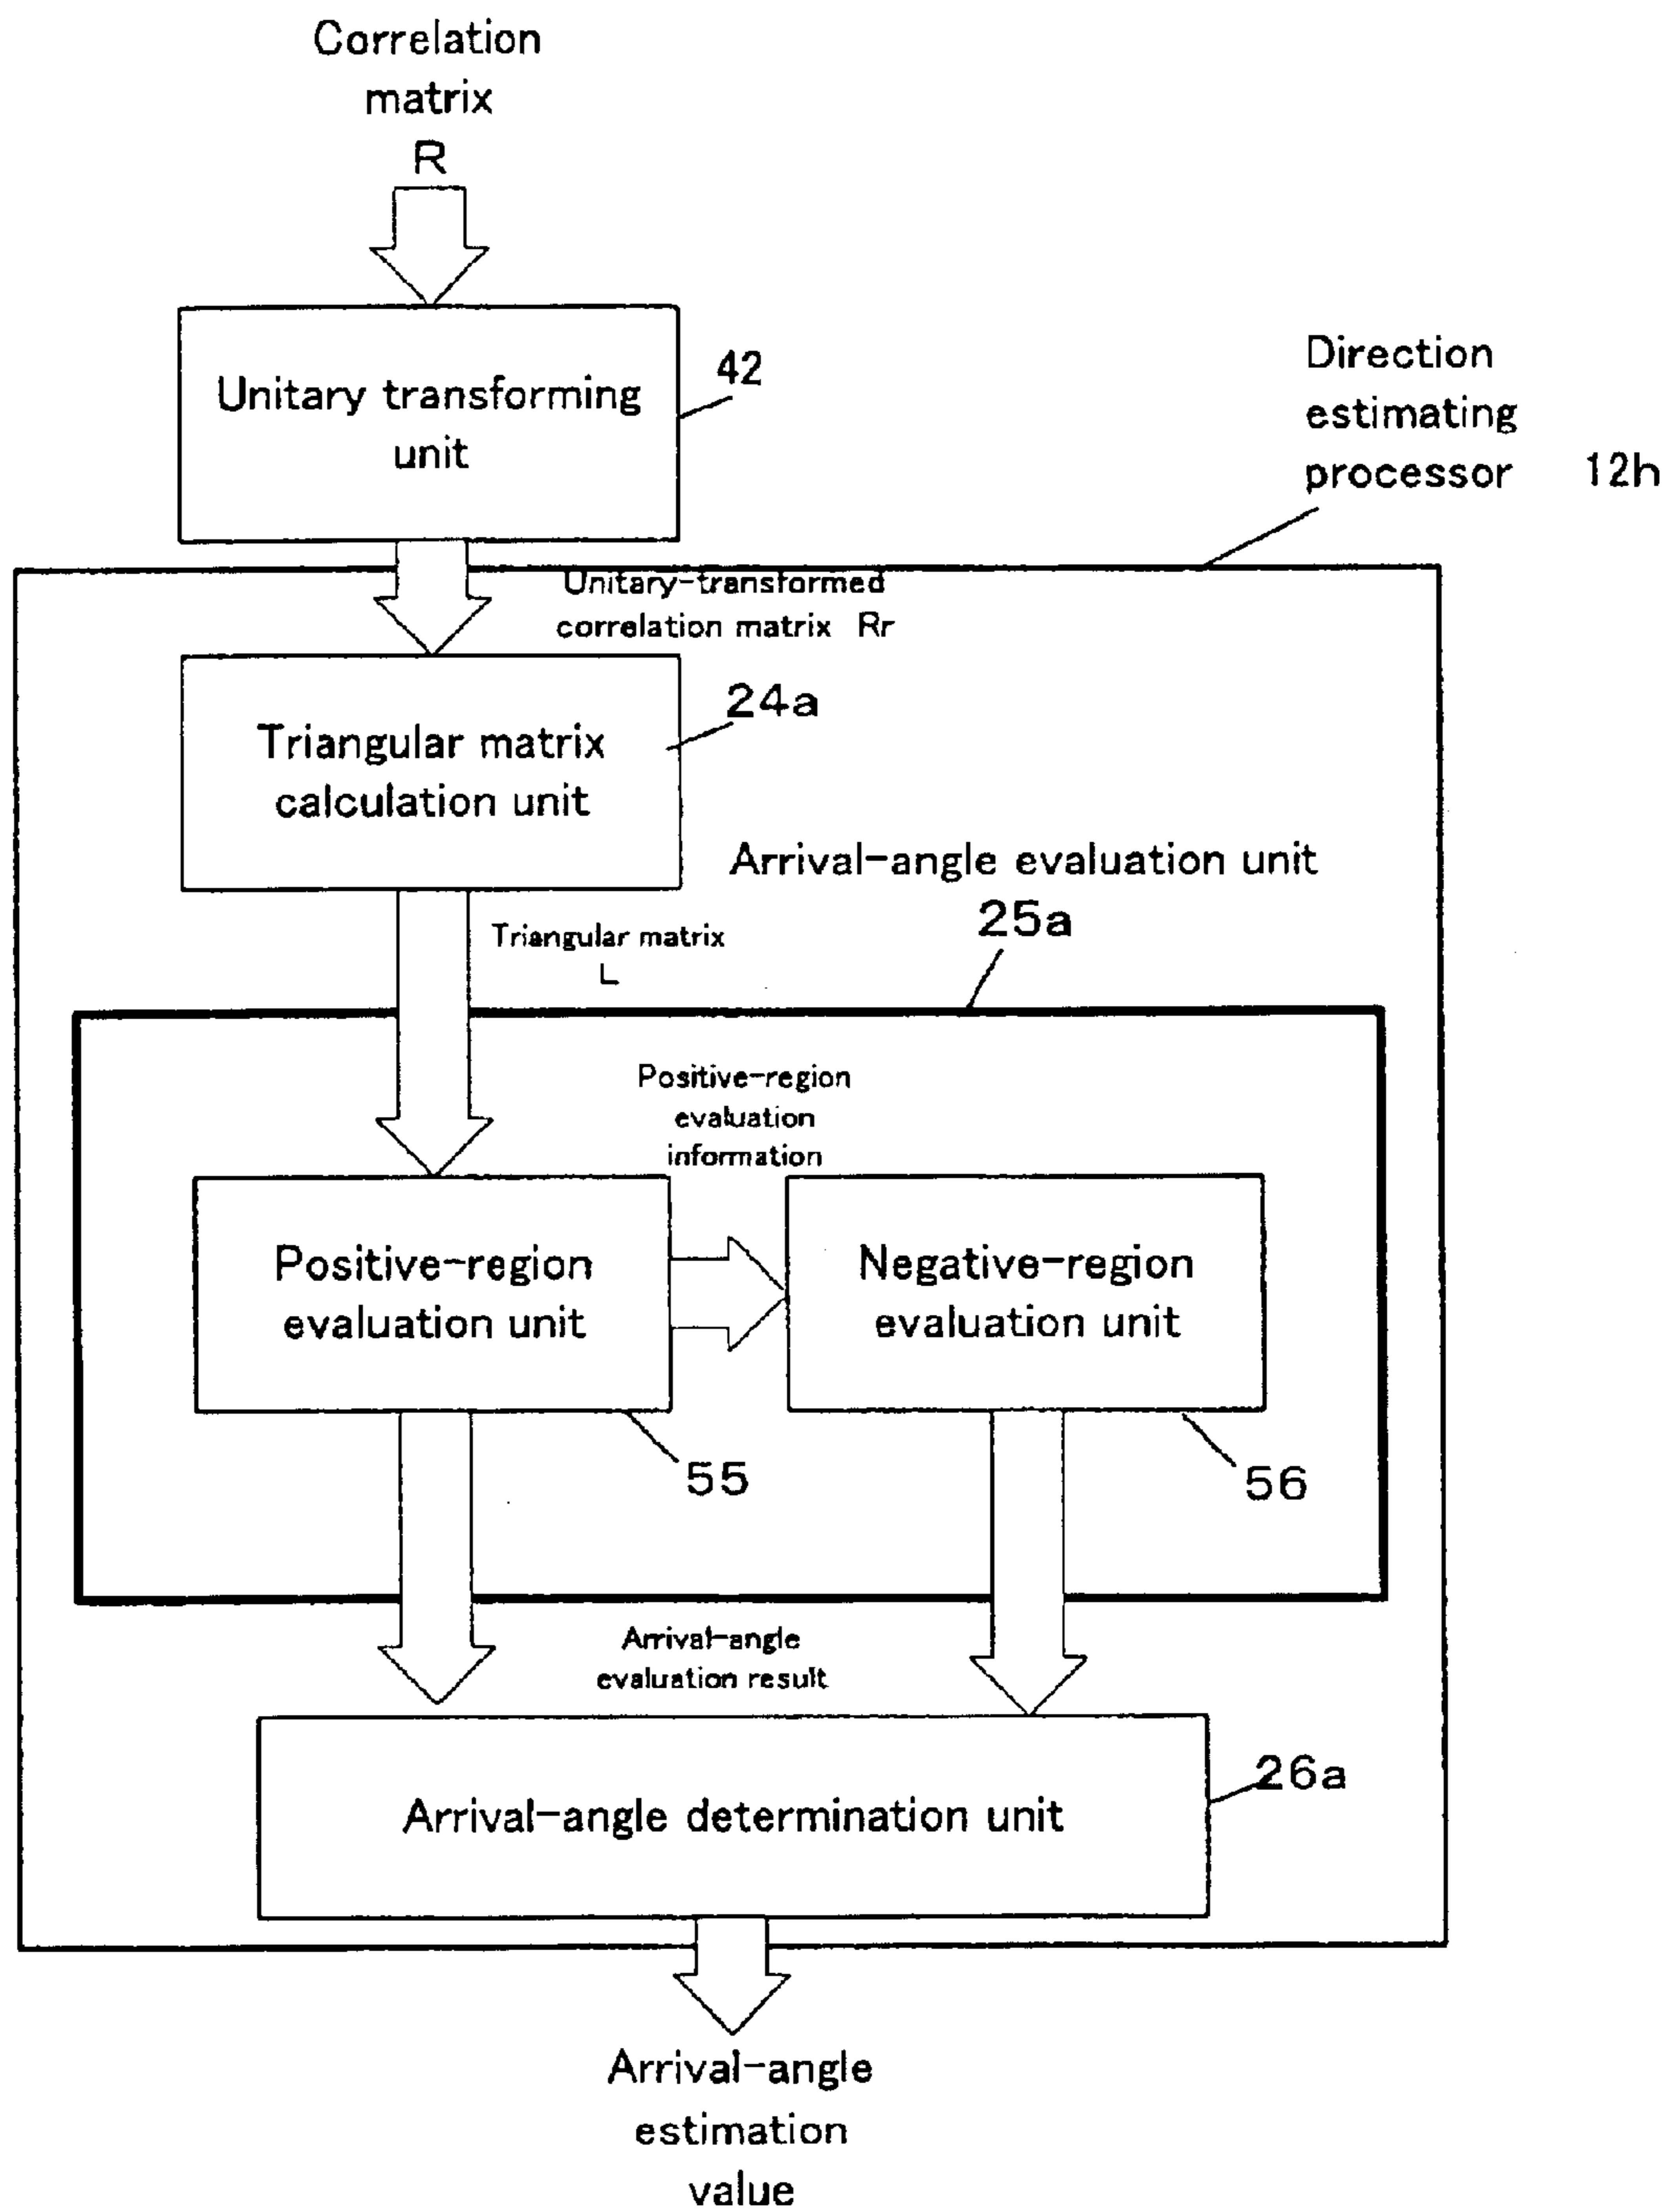 Correlation
matrix
R
Unitary transforming
unit
42
Direction
estimating
processor 12h
Unitary-transformed
correlation matrix Rr
Triangular matrix
calculation unit
24a
Arrival-angle evaluation unit
25a
Triangular matrix
L
Positive-region
evaluation
information
Positive-region
evaluation unit
Negative-region
evaluation unit
55
56
Arrival-angle
evaluation result
Arrival-angle determination unit
26a
Arrival-angle
estimation
value